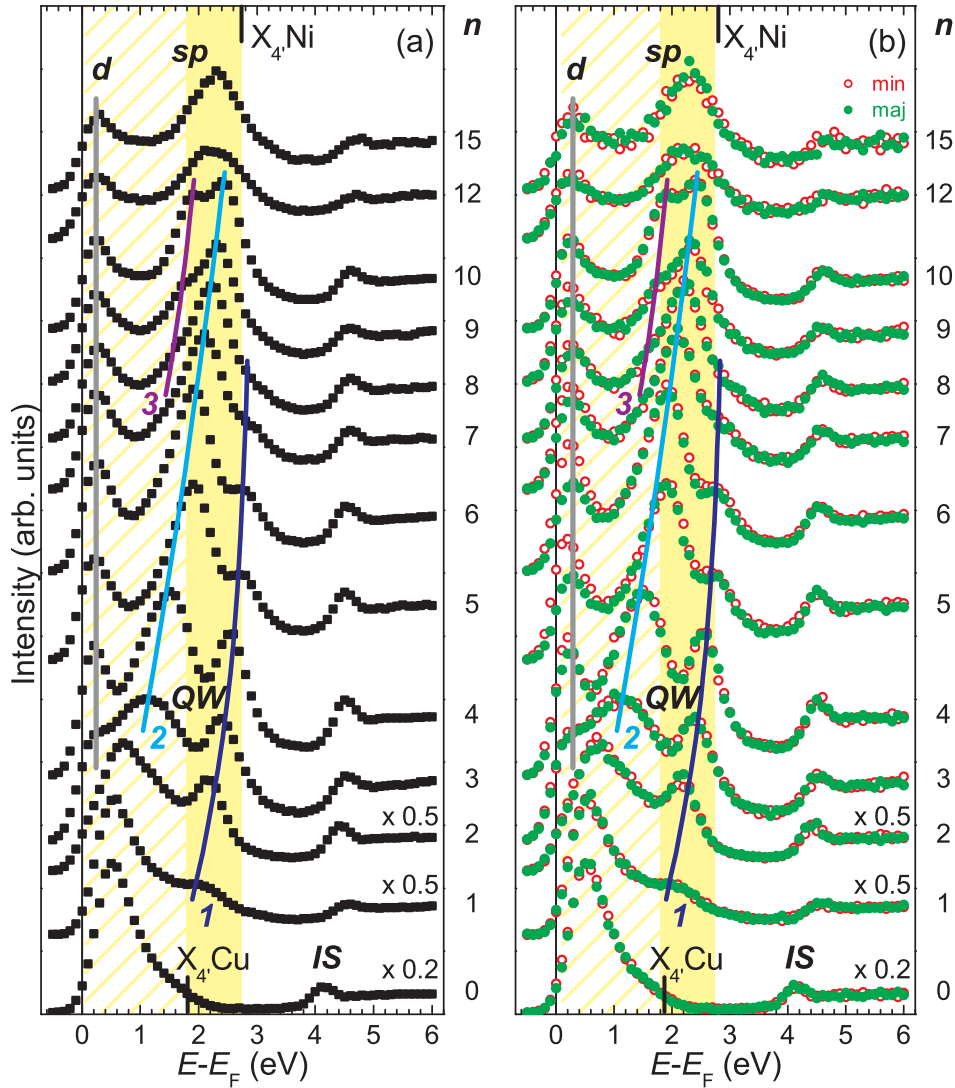 n
n
X4'Ni
(a)
X4'Ni
(b)
sp
sp
d
d
min
maj
15
15
12
12
10
10
9
9
8
8
3
3
7
7
6
6
5
5
Intensity (arb. units)
QW
QW
4
4
2
2
3
3
x 0.5
x 0.5
2
2
x 0.5
x 0.5
1
1
1
1
X4'Cu
IS
X4'Cu
IS
x 0.2
x 0.2
0
0
0 1 2 3 4 5 6
0 1 2 3 4 5 6
E-EF (eV)
E-EF (eV)